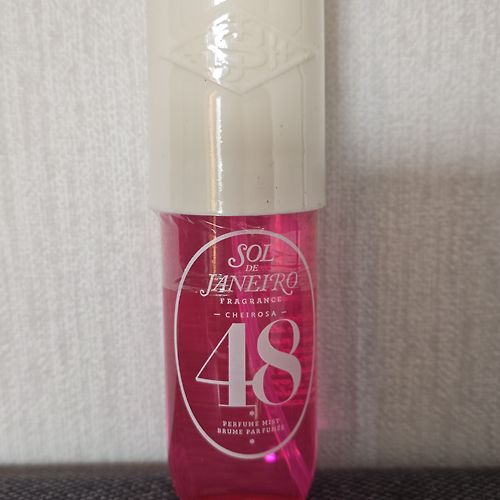 SOL
DE
JANEIRO
FRAGRANCE
– CHEIROSA –
48
PERFUME MIST
BRUME PARFUMÉE